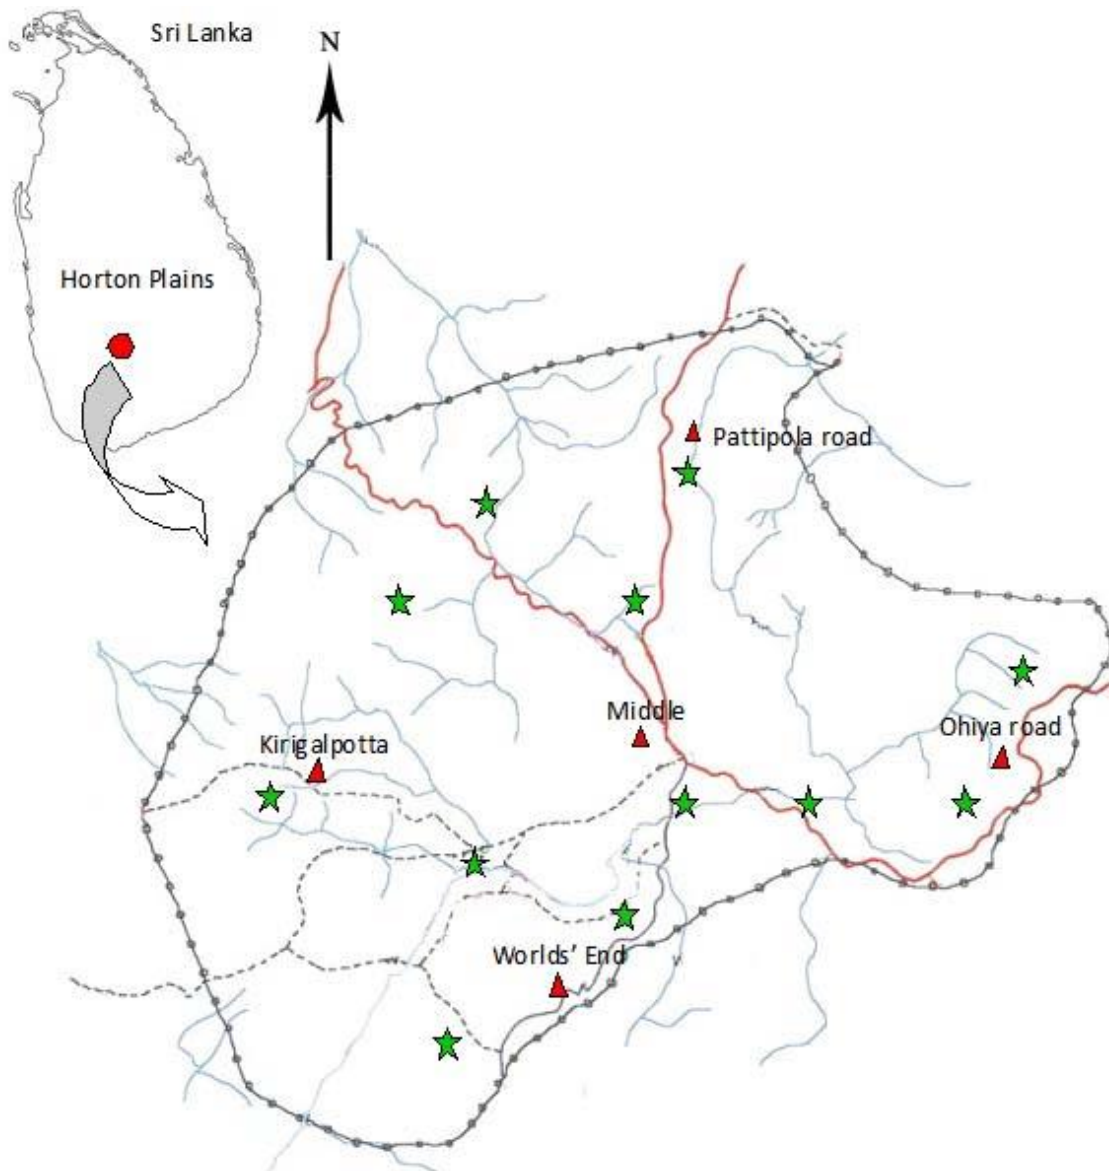 Sri Lanka
N
Horton Plains
Pattipola road
Middle
Ohiya road
Kirigalpotta
Worlds’ End